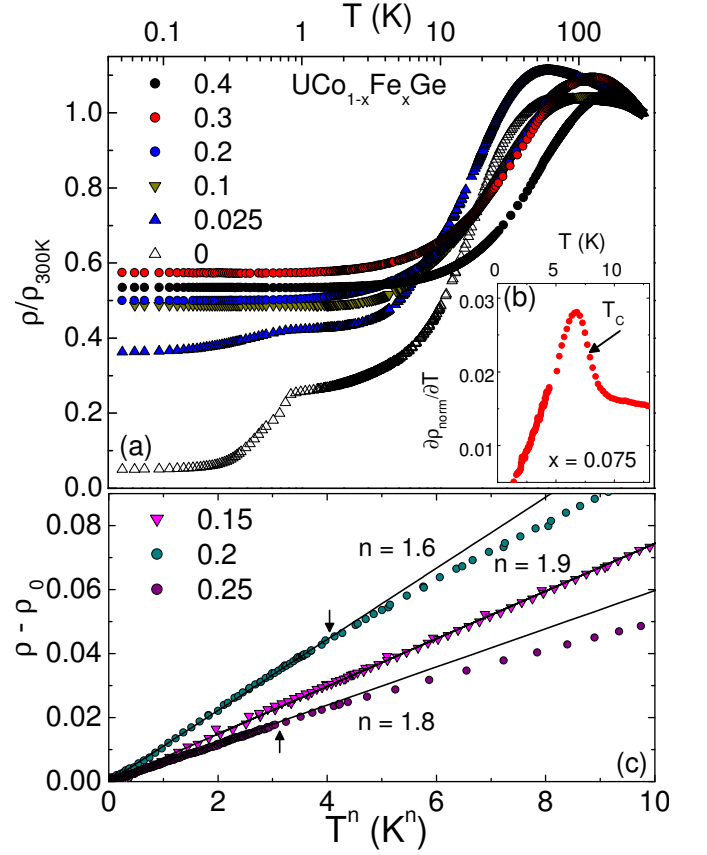 T (K)
0.1 1 10 100
UCo1-xFexGe
0.4
0.3
0.2
0.1
0.025
0
ρ/ρ300K
1.0
0.8
0.6
0.4
0.2
0.0
(a)
T (K)
0 5 10
(b)
TC
∂ρnorm/∂T
0.03
0.02
0.01
x = 0.075
0.15
0.2
0.25
n = 1.6
n = 1.9
n = 1.8
ρ - ρ0
0.08
0.06
0.04
0.02
0.00
(c)
0 2 4 6 8 10
Tn (Kn)